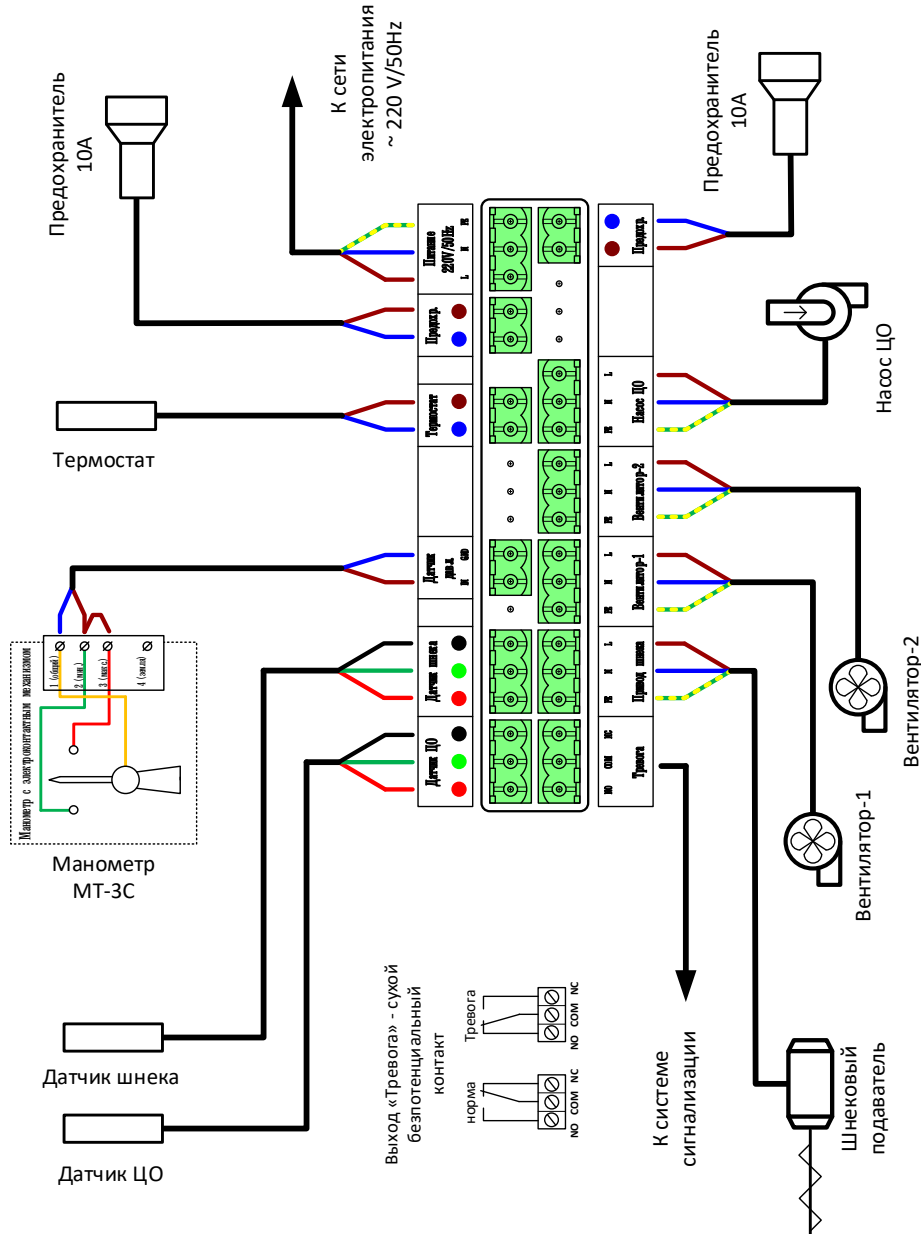 Предохранитель
10А
К сети
электропитания
~ 220 V/50Hz
Предохранитель
10А
Термостат
Насос ЦО
Манометр с электроконтактным механизмом
1 (общий)
2 (мин.)
3 (макс)
4 (земля)
Манометр
МТ-3С
Датчик шнека
Датчик ЦО
Датчик ЦО
Датчик шнека
Датчик
давл.
IN
GND
Термостат
Предохр.
Питание
220V/50Hz
L
N
PE
Тревога
NO
COM
NC
Привод шнека
PE
N
L
Вентилятор-1
PE
N
L
Вентилятор-2
PE
N
L
Насос ЦО
PE
N
L
Предохр.
Выход «Тревога» - сухой
безпотенциальный
контакт
норма
NO COM NC
Тревога
NO COM NC
К системе
сигнализации
Шнековый
подаватель
Вентилятор-1
Вентилятор-2